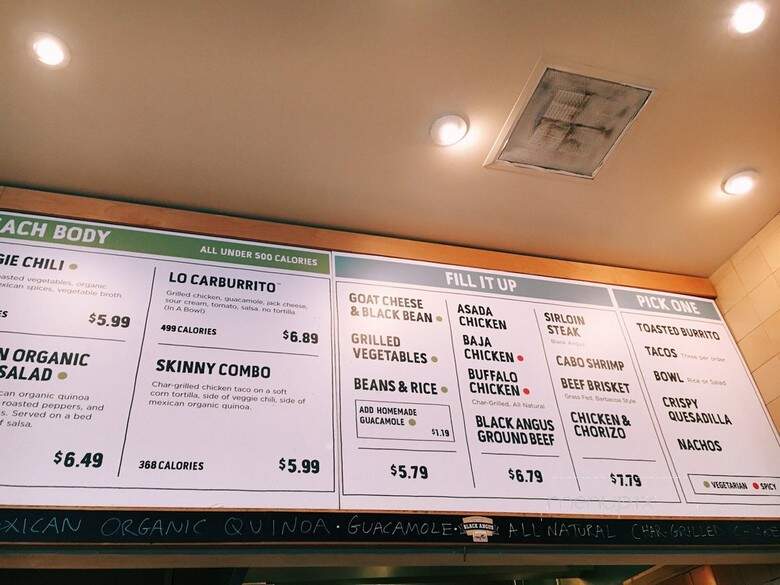 ACH BODY
ALL UNDER 500 CALORIES
GIE CHILI
asted vegetables, organic
exican spices, vegetable broth
ES
$5.99
N ORGANIC
SALAD
can organic quinoa
roasted peppers, and
s. Served on a bed
f salsa.
$6.49
LO CARBURRITO™
Grilled chicken, guacamole, jack cheese,
sour cream, tomato, salsa, no tortilla
(In A Bowl)
499 CALORIES
$6.89
SKINNY COMBO
Char-grilled chicken taco on a soft
corn tortilla, side of veggie chili, side of
mexican organic quinoa.
368 CALORIES
$5.99
FILL IT UP
GOAT CHEESE
& BLACK BEAN
GRILLED
VEGETABLES
BEANS & RICE
ADD HOMEMADE
GUACAMOLE
$1.19
$5.79
ASADA
CHICKEN
BAJA
CHICKEN
BUFFALO
CHICKEN
Char-Grilled, All Natural
BLACK ANGUS
GROUND BEEF
$6.79
SIRLOIN
STEAK
Black Angus
CABO SHRIMP
BEEF BRISKET
Grass Fed, Barbacoa Style
CHICKEN &
CHORIZO
$7.79
PICK ONE
TOASTED BURRITO
TACOS Three per order
BOWL Rice or Salad
CRISPY
QUESADILLA
NACHOS
VEGETARIAN SPICY
EXICAN ORGANIC QUINOA · GUACAMOLE · BLACK ANGUS ALL NATURAL CHAR-GRILLED